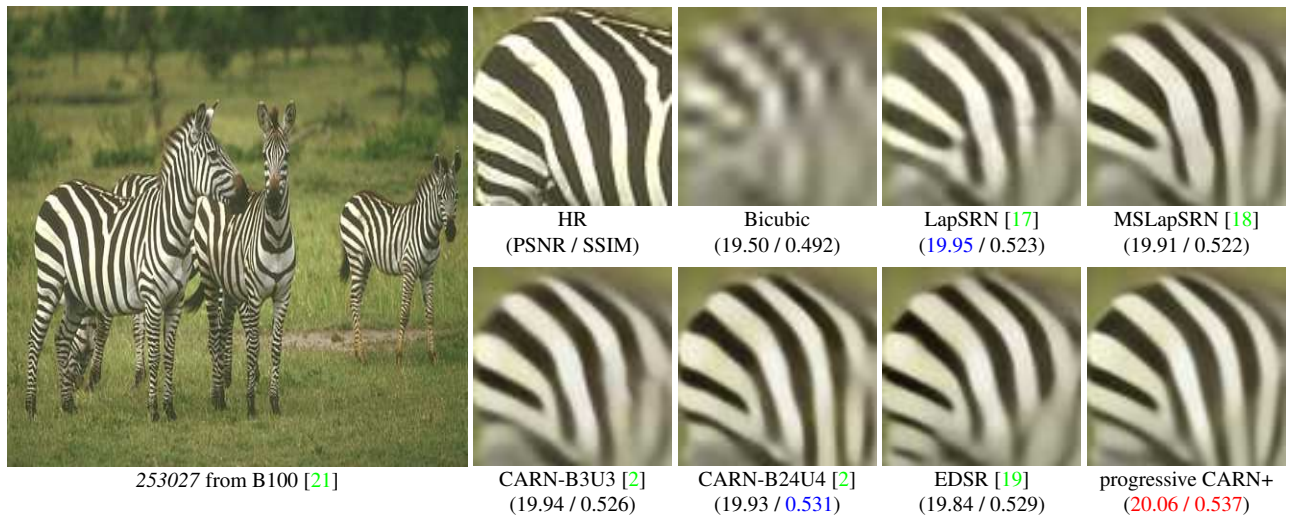 HR
(PSNR / SSIM)
Bicubic
(19.50 / 0.492)
LapSRN [17]
(19.95 / 0.523)
MSLapSRN [18]
(19.91 / 0.522)
253027 from B100 [21]
CARN-B3U3 [2]
(19.94 / 0.526)
CARN-B24U4 [2]
(19.93 / 0.531)
EDSR [19]
(19.84 / 0.529)
progressive CARN+
(20.06 / 0.537)